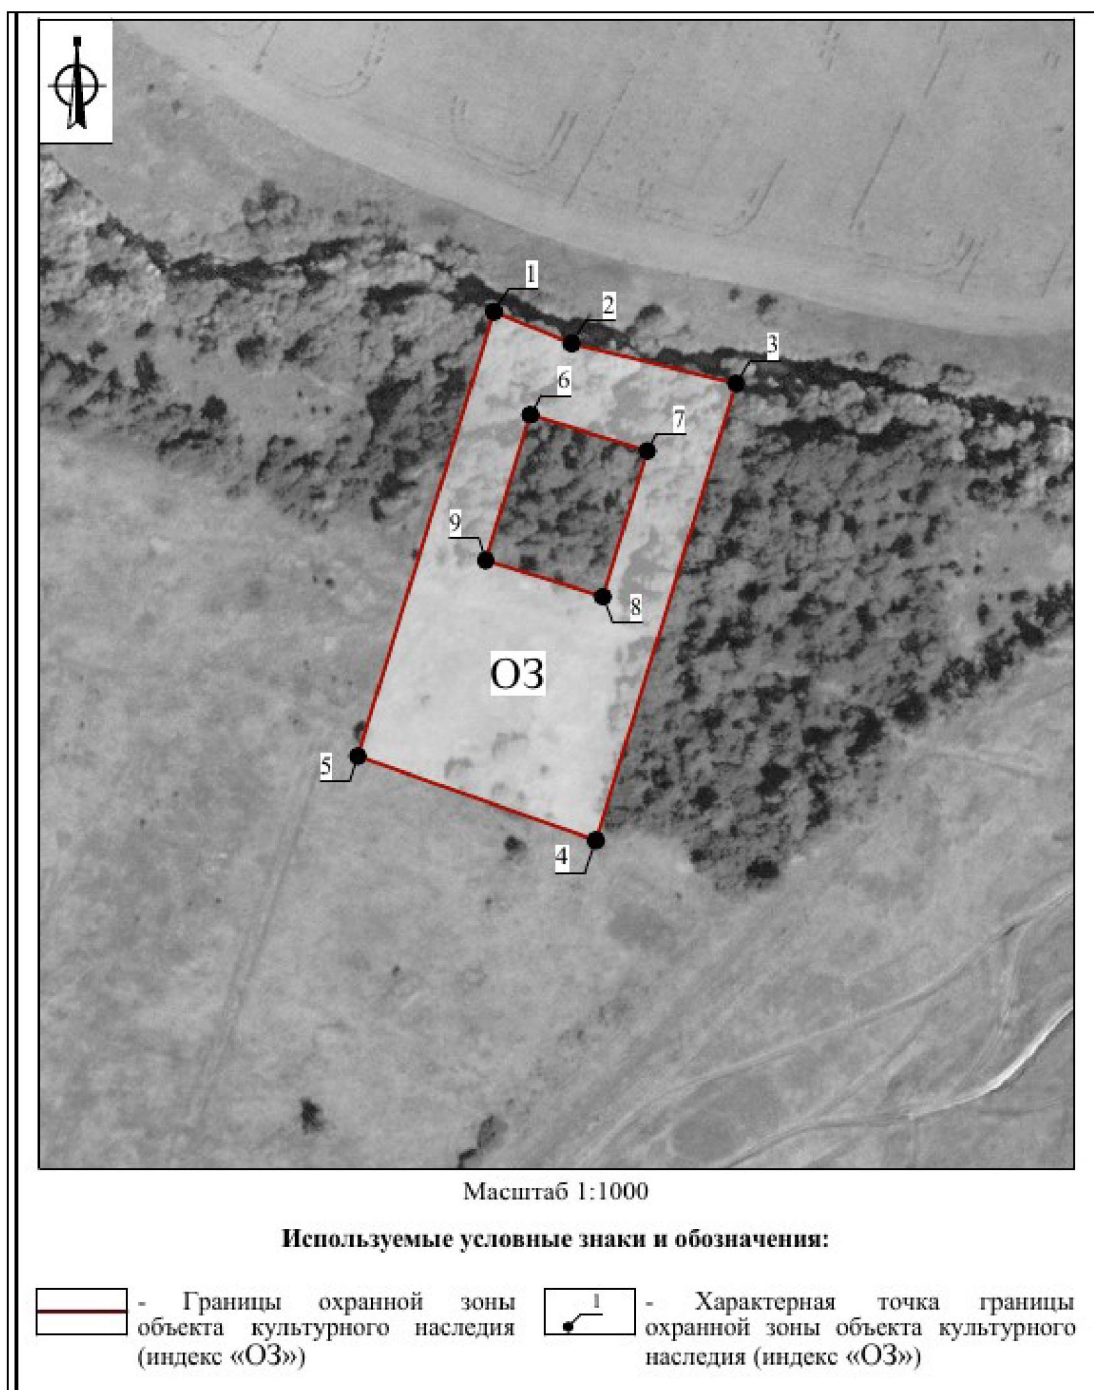 1
2
3
6
7
9
8
ОЗ
5
4
Масштаб 1:1000
Используемые условные знаки и обозначения:
- Границы охранной зоны
объекта культурного наследия
(индекс «ОЗ»)
1
- Характерная точка границы
охранной зоны объекта культурного
наследия (индекс «ОЗ»)